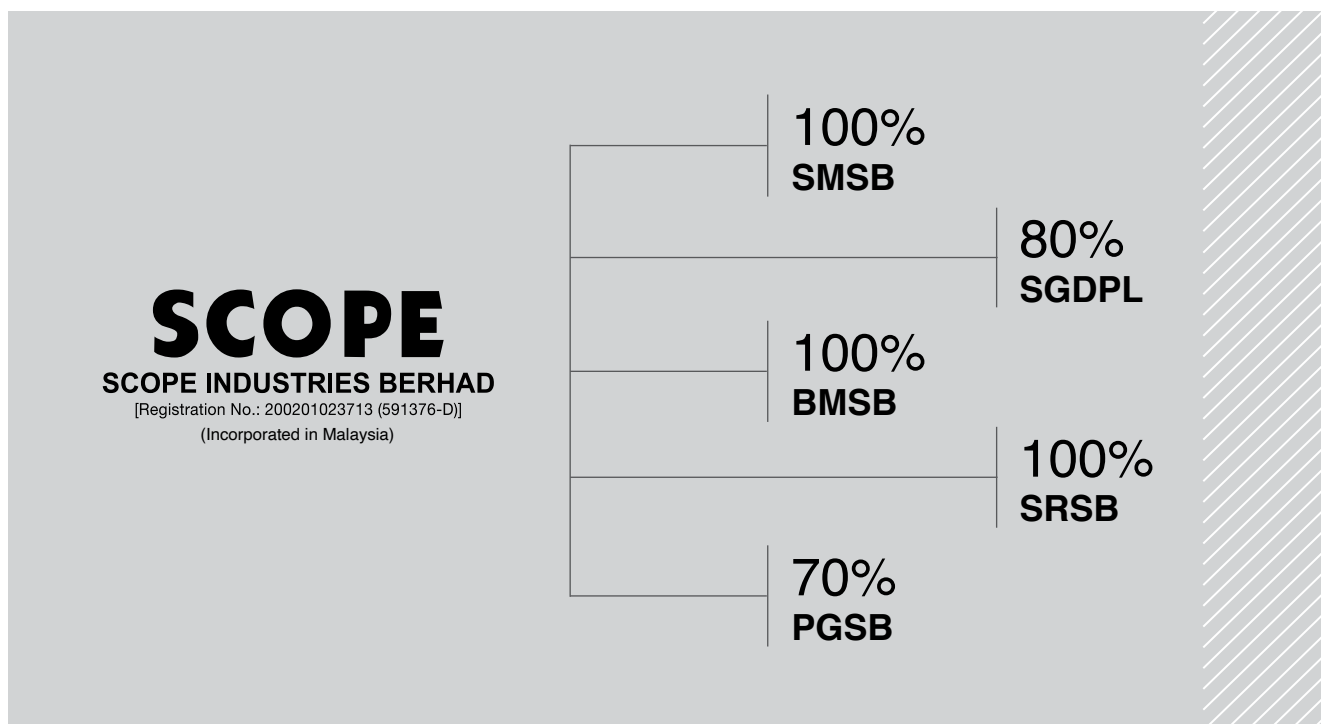 SCOPE
SCOPE INDUSTRIES BERHAD
[Registration No.: 200201023713 (591376-D)]
(Incorporated in Malaysia)
100%
SMSB
80%
SGDPL
100%
BMSB
100%
SRSB
70%
PGSB